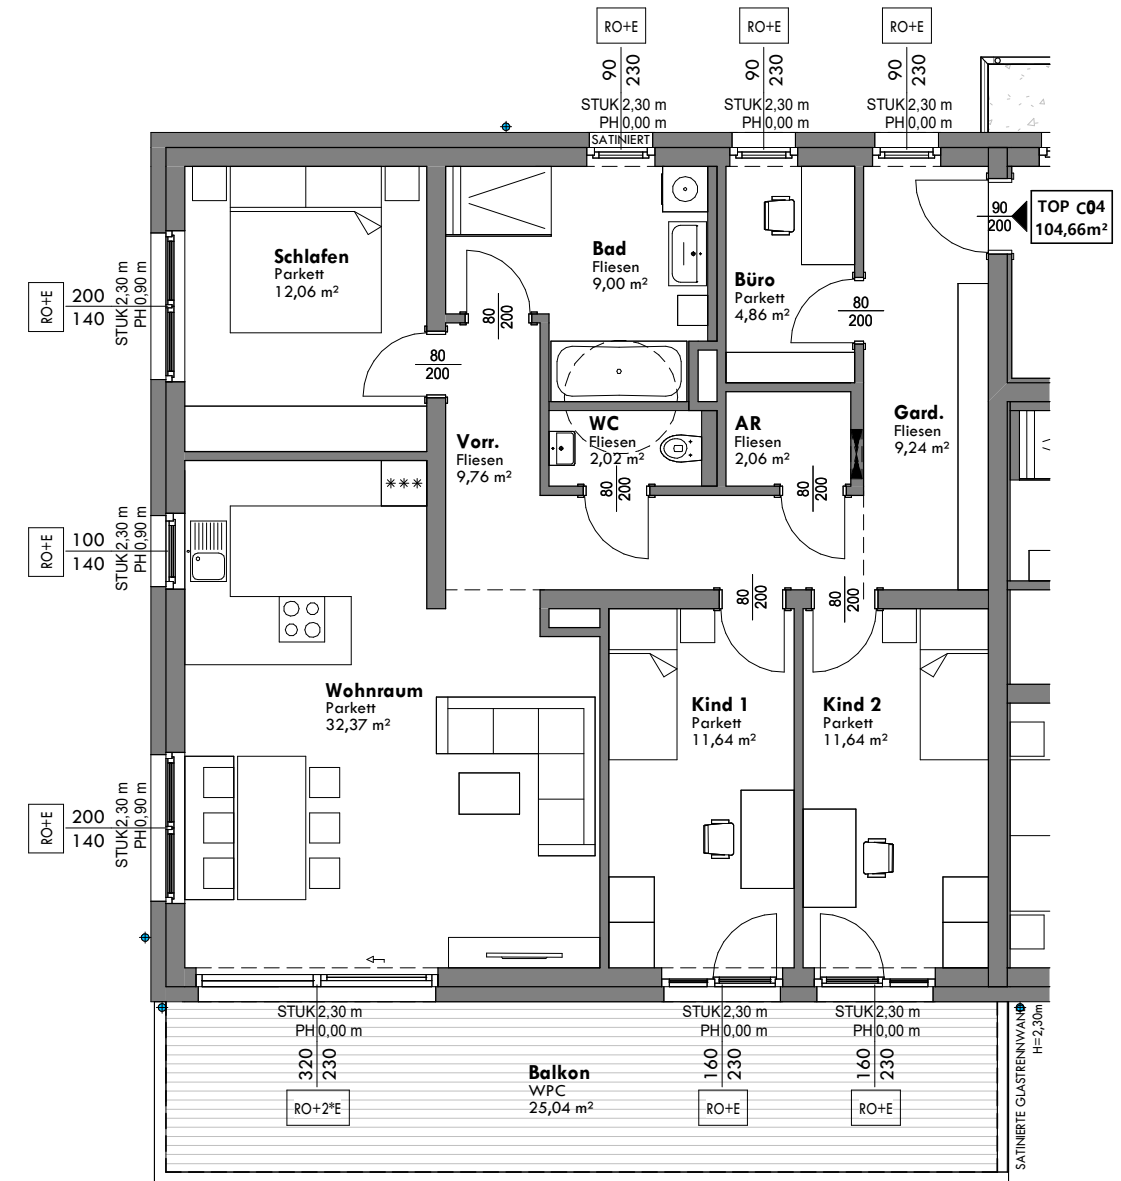 RO+E
RO+E
RO+E
90
230
90
230
90
230
STUK 2,30 m
PH 0,00 m
STUK 2,30 m
PH 0,00 m
STUK 2,30 m
PH 0,00 m
SATINIERT
90
200
TOP C04
104,66m²
Schlafen
Parkett
12,06 m²
Bad
Fliesen
9,00 m²
Büro
Parkett
4,86 m²
RO+E
200
140
STUK 2,30 m
PH 0,90 m
80
200
80
200
80
200
Vorr.
Fliesen
9,76 m²
WC
Fliesen
2,02 m²
AR
Fliesen
2,06 m²
Gard.
Fliesen
9,24 m²
***
80
200
80
200
RO+E
100
140
STUK 2,30 m
PH 0,90 m
80
200
80
200
Wohnraum
Parkett
32,37 m²
Kind 1
Parkett
11,64 m²
Kind 2
Parkett
11,64 m²
RO+E
200
140
STUK 2,30 m
PH 0,90 m
STUK 2,30 m
PH 0,00 m
STUK 2,30 m
PH 0,00 m
STUK 2,30 m
PH 0,00 m
320
230
160
230
160
230
RO+2*E
RO+E
RO+E
Balkon
WPC
25,04 m²
SATINIERTE GLASTRENNWAND
H=2,30m